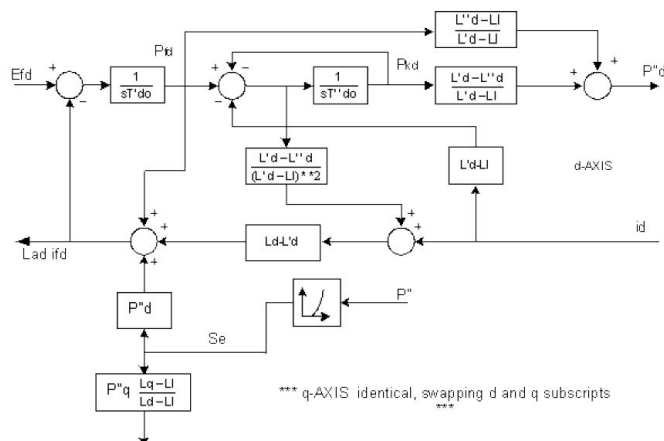 L''d-Ll
L'd-Ll
Pfd
Pkd
Efd
+
−
1
sT'do
+
−
−
1
sT''do
L'd-L''d
L'd-Ll
+
+
P"d
L'd-L''d
(L'd-Ll)**2
L'd-Ll
d-AXIS
+
+
+
Ld-L'd
+
+
id
Lad ifd
P"d
P"
Se
P"q Lq-Ll
Ld-Ll
*** q-AXIS identical, swapping d and q subscripts
***